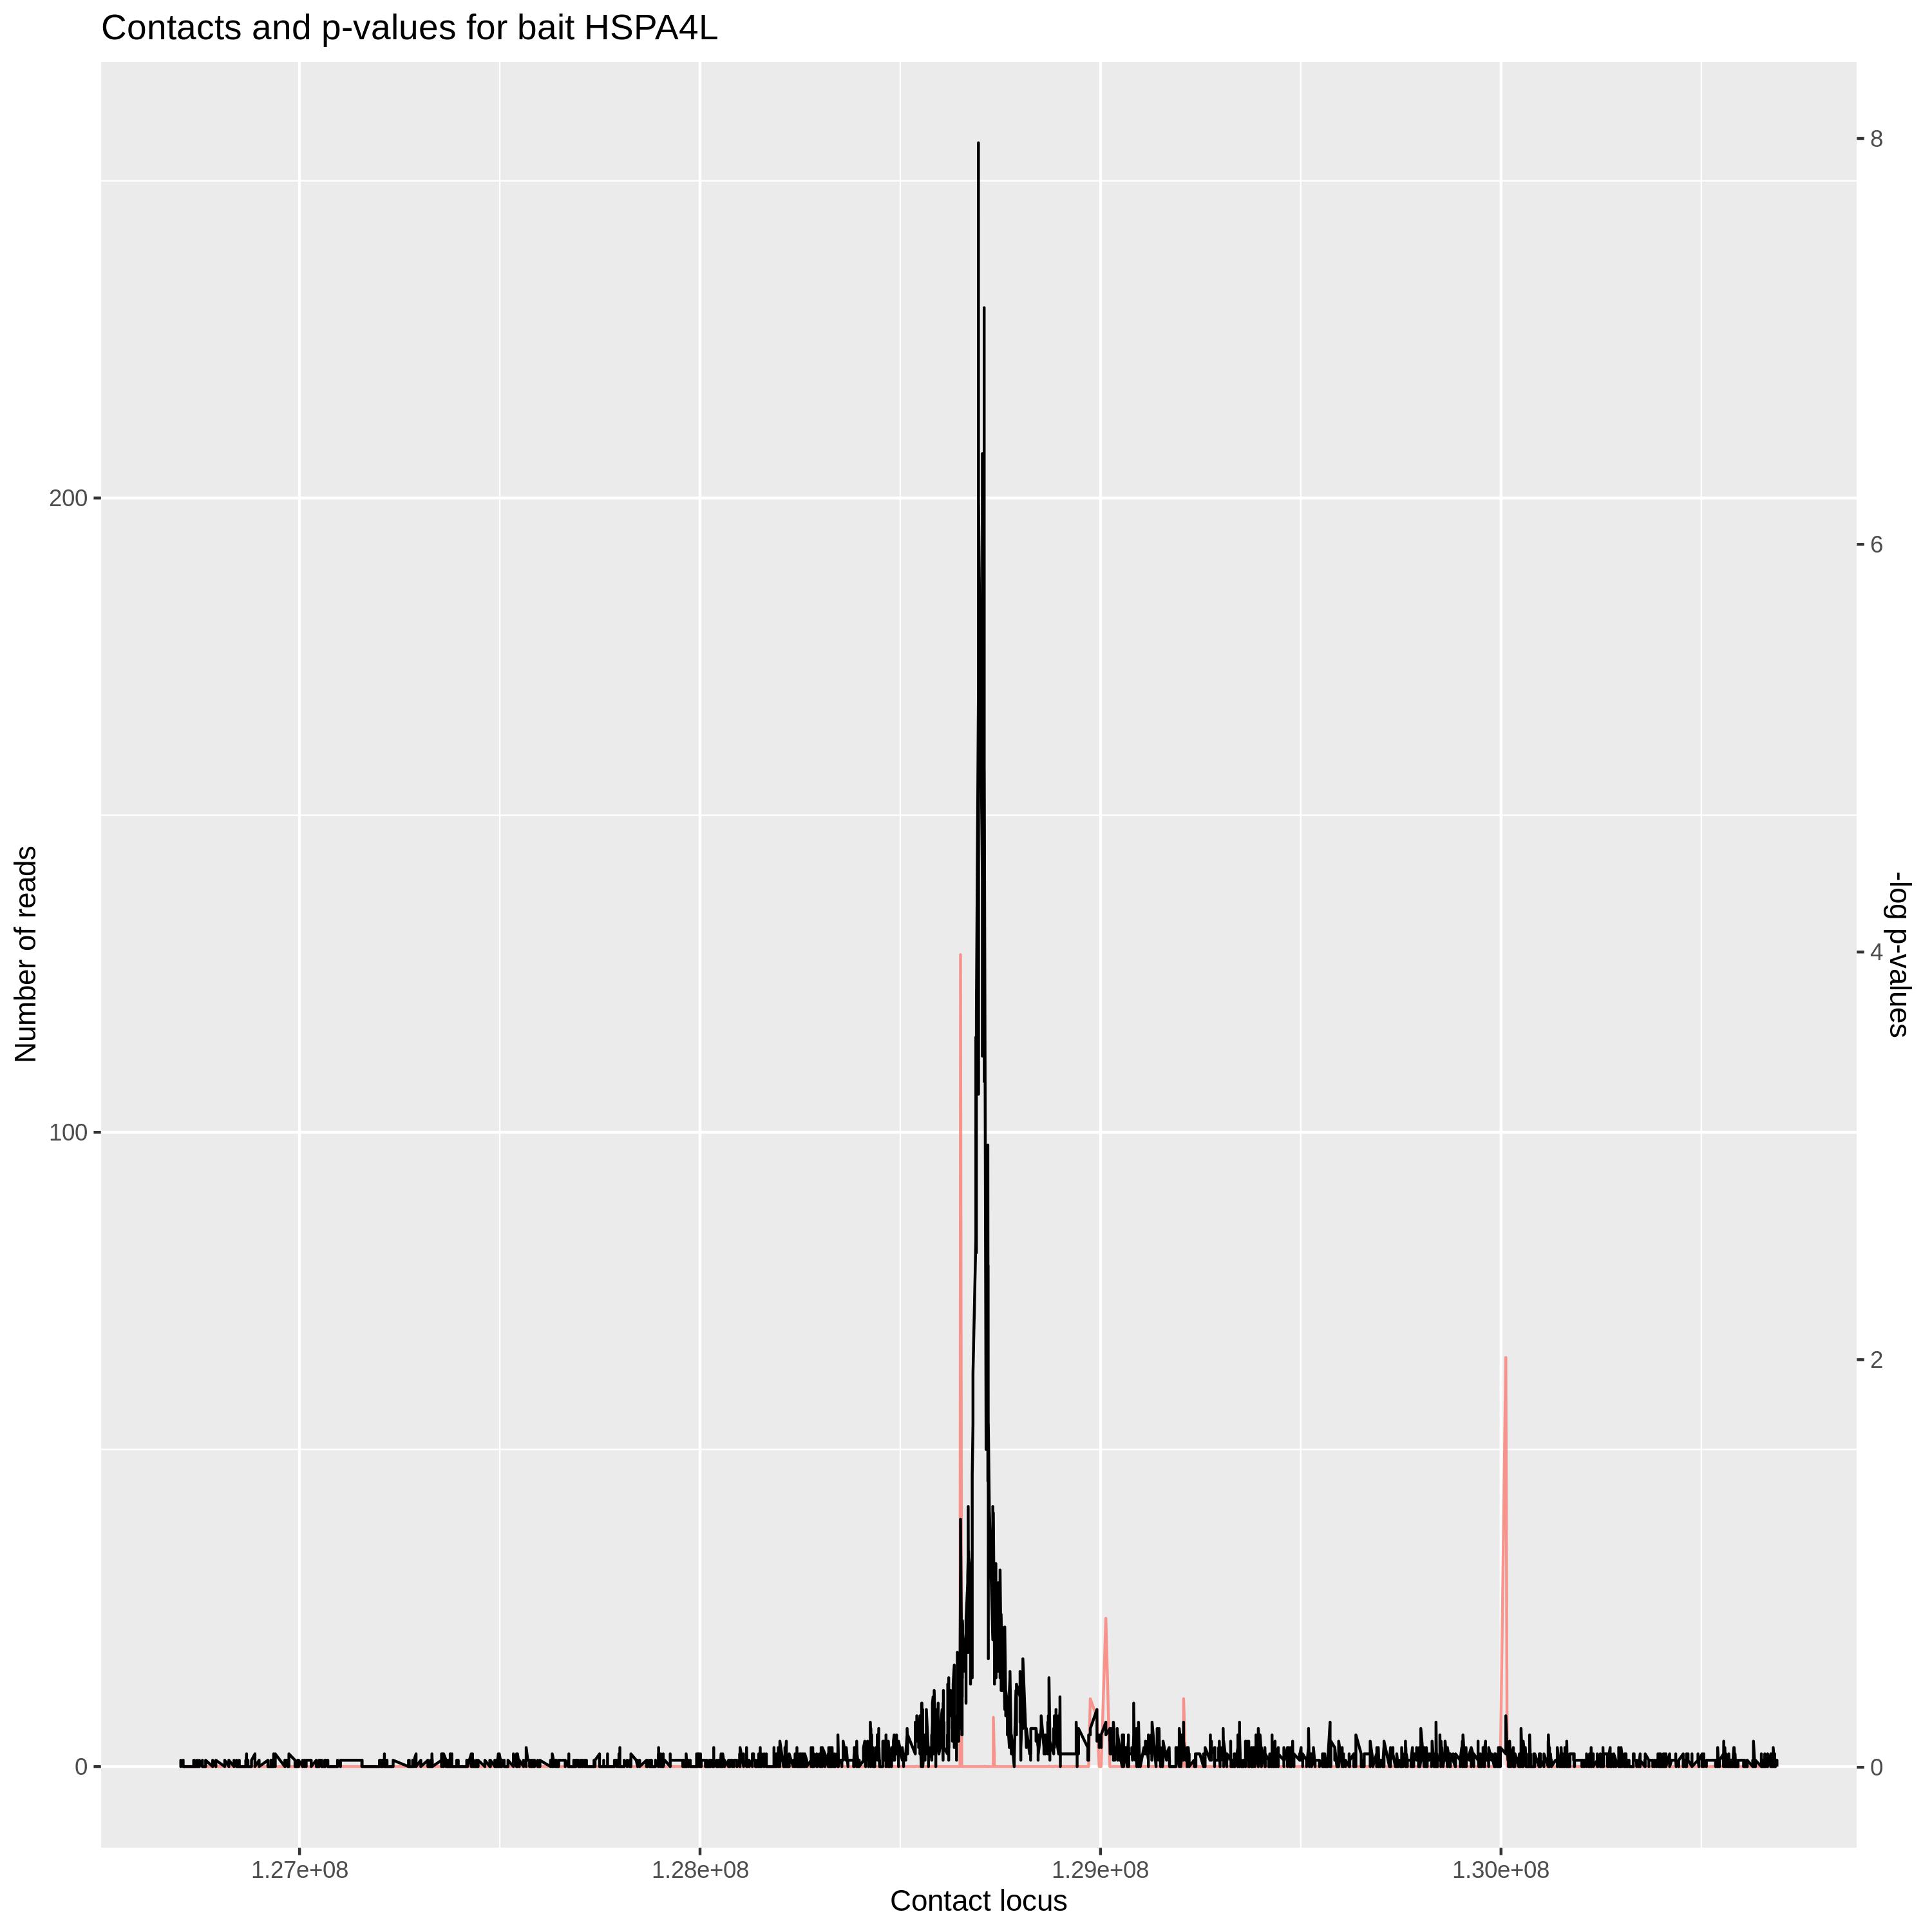 Contacts and p-values for bait HSPA4L
Number of reads
200
100
0
8
6
4
2
0
-log p-values
1.27e+08
1.28e+08
1.29e+08
1.30e+08
Contact locus